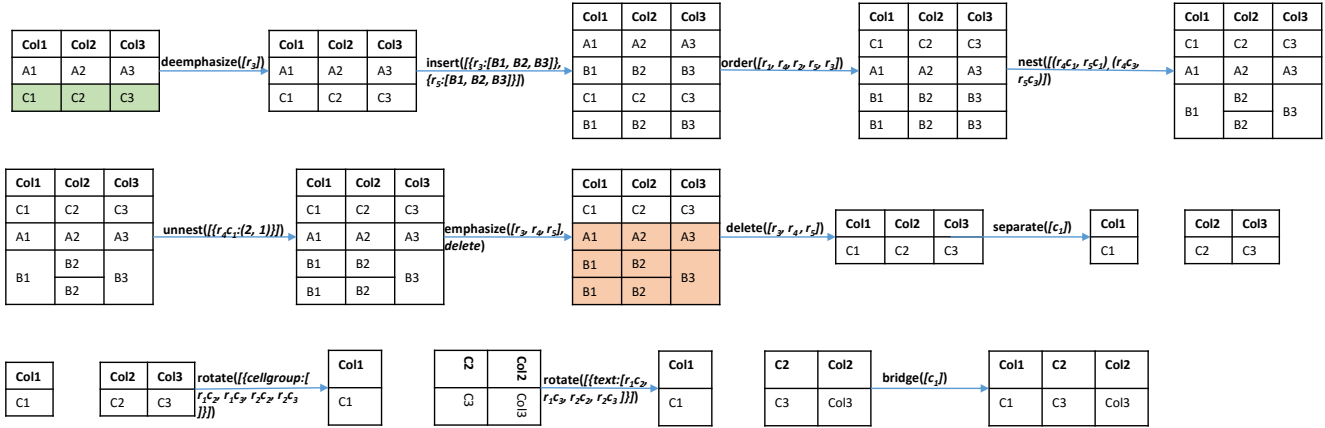 Col1 Col2 Col3
A1 A2 A3
C1 C2 C3
deemphasize([r3])
Col1 Col2 Col3
A1 A2 A3
C1 C2 C3
insert([{r3:[B1, B2, B3]},
{r5:[B1, B2, B3]}])
Col1 Col2 Col3
A1 A2 A3
B1 B2 B3
C1 C2 C3
B1 B2 B3
order([r1, r4, r2, r5, r3])
Col1 Col2 Col3
C1 C2 C3
A1 A2 A3
B1 B2 B3
B1 B2 B3
nest([(r4c1, r5c1), (r4c3,
r5c3)])
Col1 Col2 Col3
C1 C2 C3
A1 A2 A3
B1 B2 B3
B2
Col1 Col2 Col3
C1 C2 C3
A1 A2 A3
B1 B2 B3
B2
unnest([{r4c1:(2, 1)}])
Col1 Col2 Col3
C1 C2 C3
A1 A2 A3
B1 B2 B3
B1 B2
emphasize([r3, r4, r5],
delete)
Col1 Col2 Col3
C1 C2 C3
A1 A2 A3
B1 B2 B3
B1 B2
delete([r3, r4, r5])
Col1 Col2 Col3
C1 C2 C3
separate([c1])
Col1
C1
Col2 Col3
C2 C3
Col1
C1
Col2 Col3
C2 C3
rotate([{cellgroup:[
r1c2, r1c3, r2c2, r2c3
]}])
Col1
C1
C2 Col2
C3 Col3
rotate([{text:[r1c2,
r1c3, r2c2, r2c3 ]}])
Col1
C1
C2 Col2
C3 Col3
bridge([c1])
Col1 C2 Col2
C1 C3 Col3